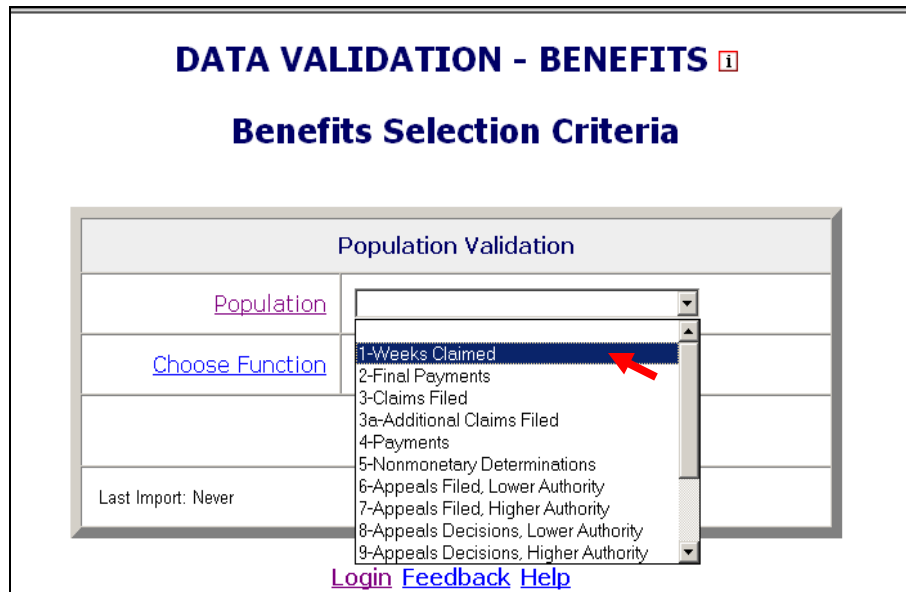 DATA VALIDATION - BENEFITS i
Benefits Selection Criteria
Population Validation
Population
Choose Function
1-Weeks Claimed
2-Final Payments
3-Claims Filed
3a-Additional Claims Filed
4-Payments
5-Nonmonetary Determinations
6-Appeals Filed, Lower Authority
7-Appeals Filed, Higher Authority
8-Appeals Decisions, Lower Authority
9-Appeals Decisions, Higher Authority
Last Import: Never
Login Feedback Help